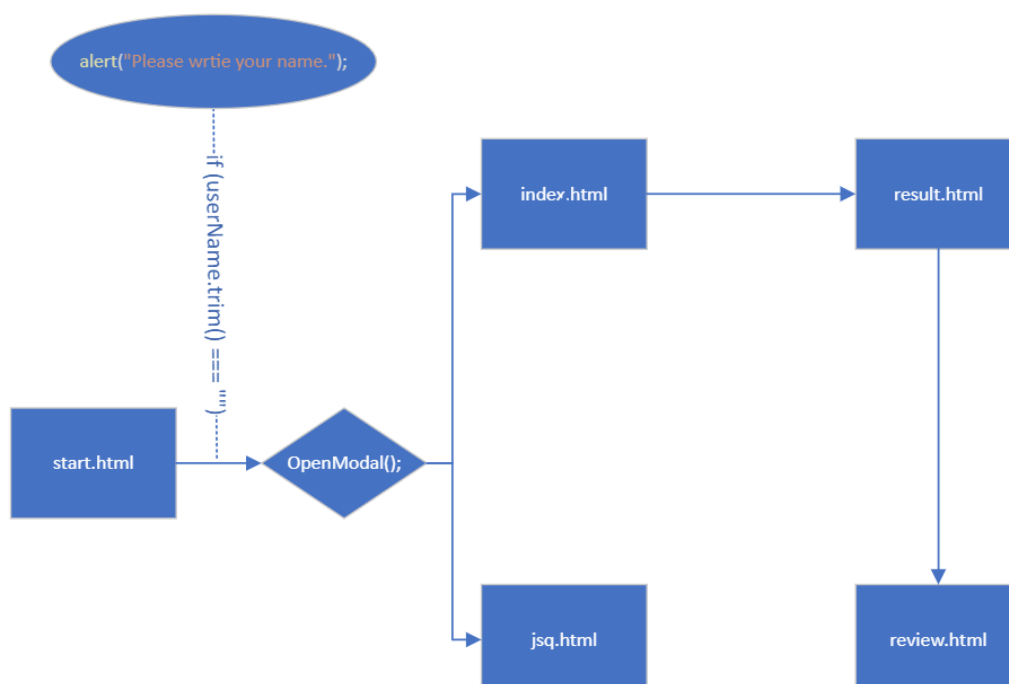 alert("Please wrtie your name.");
if (userName.trim() === "")
index.html
result.html
start.html
OpenModal();
jsq.html
review.html